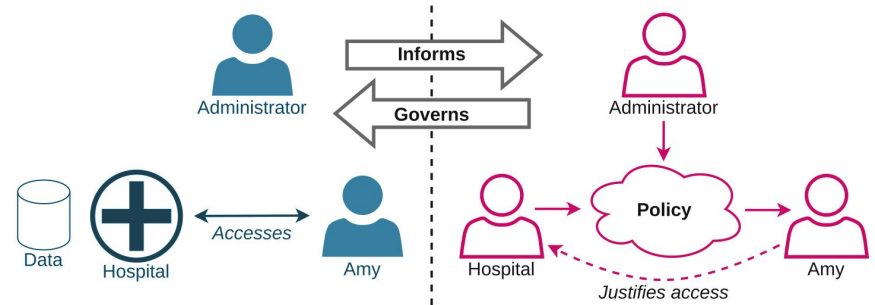 Informs
Administrator
Administrator
Governs
Policy
Accesses
Data
Hospital
Amy
Hospital
Amy
Justifies access